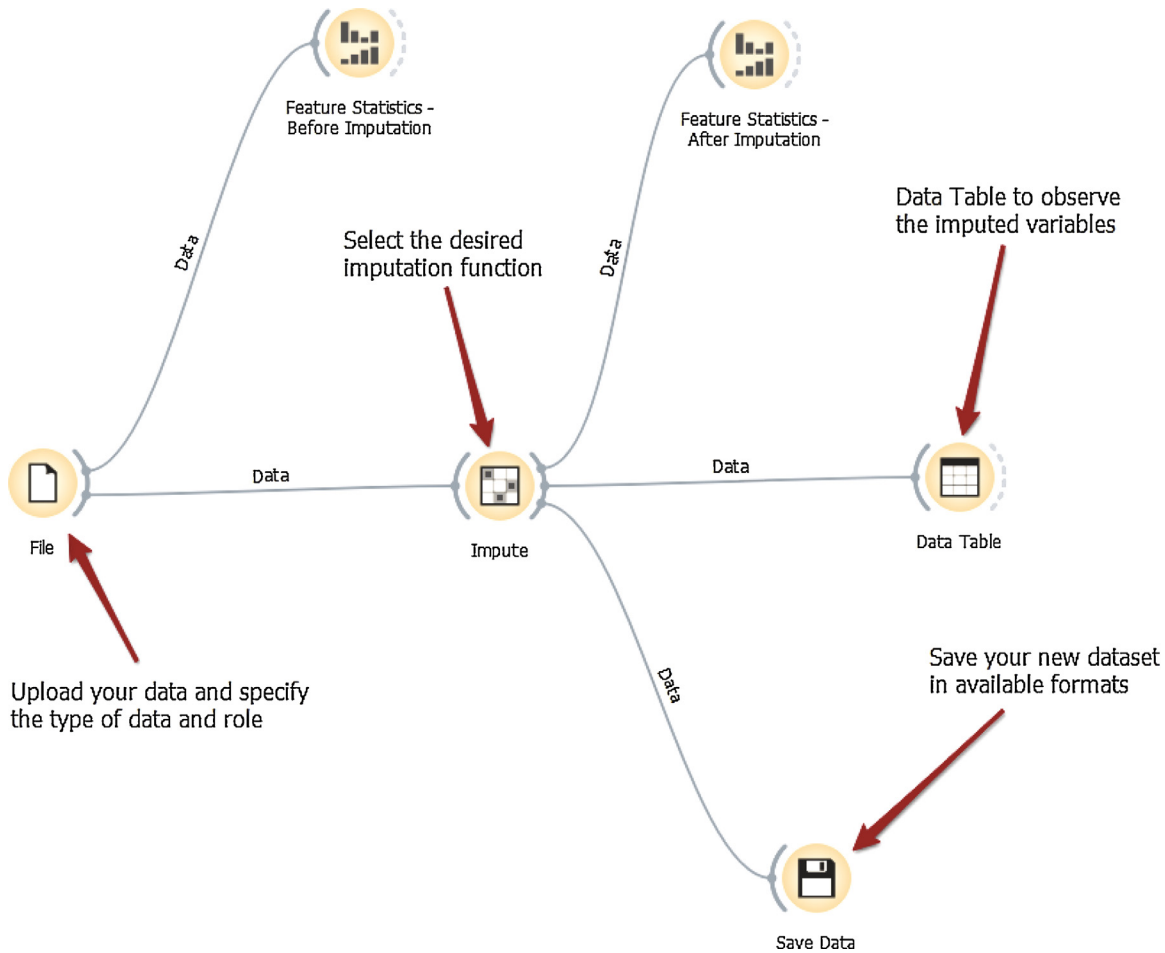 Feature Statistics -
Before Imputation
Feature Statistics -
After Imputation
Data Table to observe
the imputed variables
Select the desired
imputation function
Data
Data
Data
Data
File
Impute
Data Table
Upload your data and specify
the type of data and role
Data
Save your new dataset
in available formats
Save Data